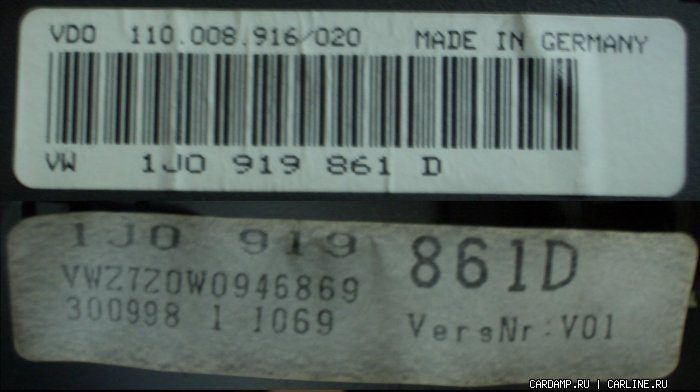 VDO 110.008.916/020 MADE IN GERMANY
VW 1J0 919 861 D
1J0 919 861D
VWZ7Z0W0946869
300998 1 1069 VersNr:V01
CARDAMP.RU | CARLINE.RU